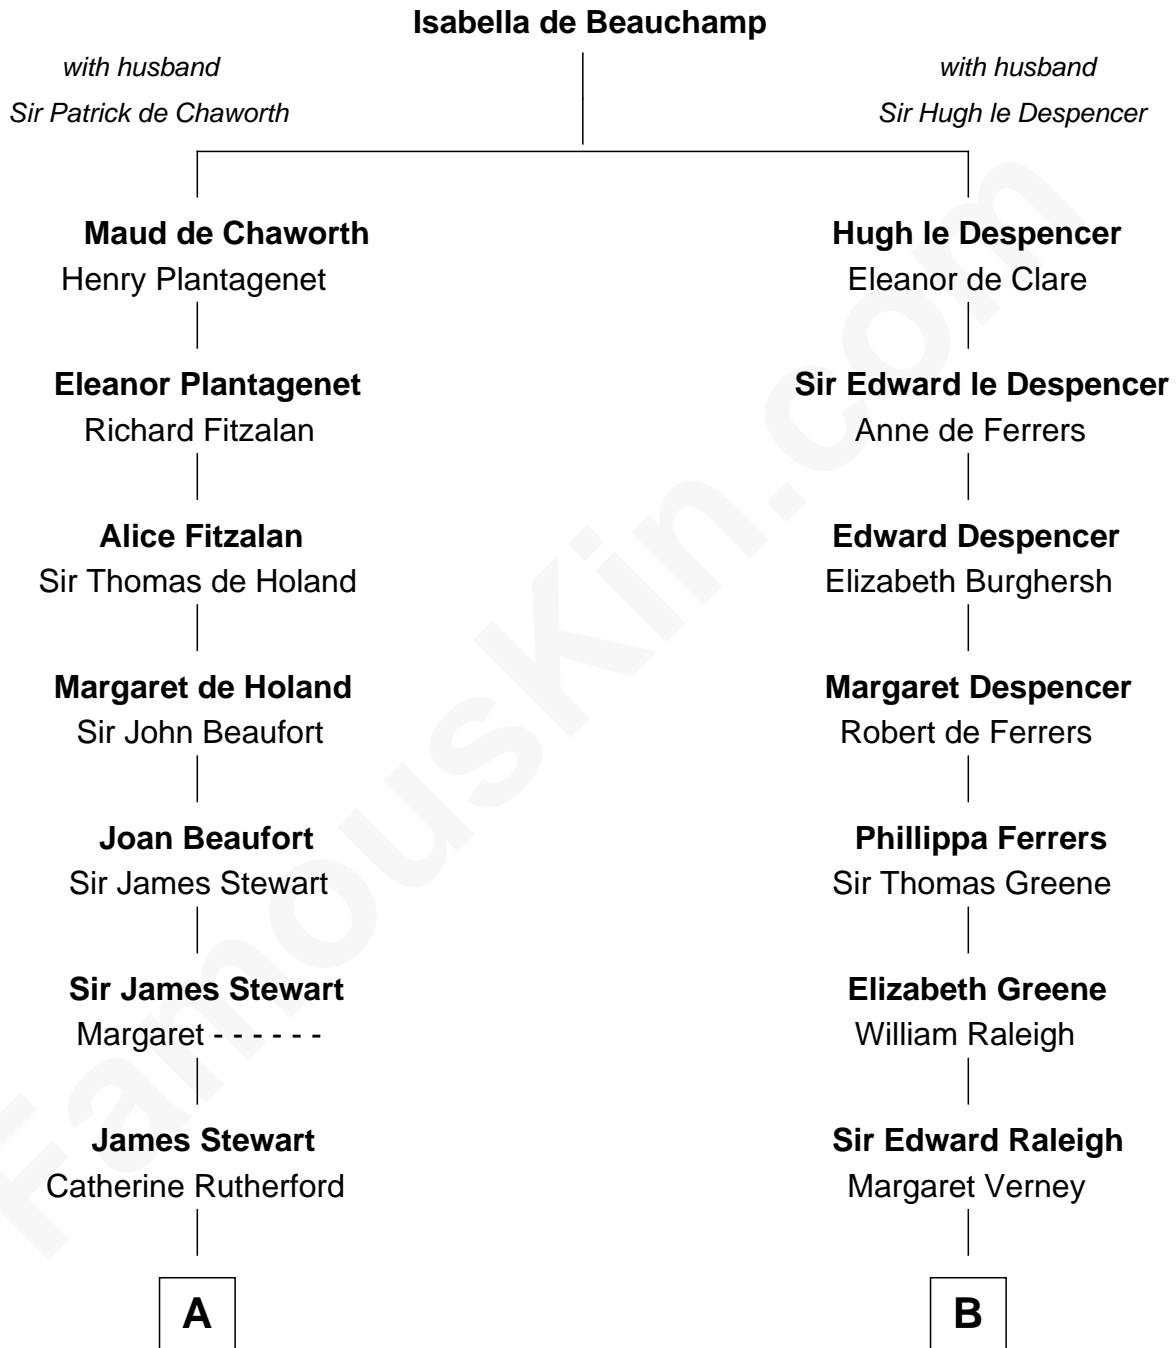 Isabella de Beauchamp
with husband
Sir Patrick de Chaworth
with husband
Sir Hugh le Despencer
Maud de Chaworth
Henry Plantagenet
Hugh le Despencer
Eleanor de Clare
Eleanor Plantagenet
Richard Fitzalan
Sir Edward le Despencer
Anne de Ferrers
Alice Fitzalan
Sir Thomas de Holand
Edward Despencer
Elizabeth Burghersh
Margaret de Holand
Sir John Beaufort
Margaret Despencer
Robert de Ferrers
Joan Beaufort
Sir James Stewart
Phillippa Ferrers
Sir Thomas Greene
Sir James Stewart
Margaret - - - - - -
Elizabeth Greene
William Raleigh
James Stewart
Catherine Rutherford
Sir Edward Raleigh
Margaret Verney
A
B
FamousKin.com